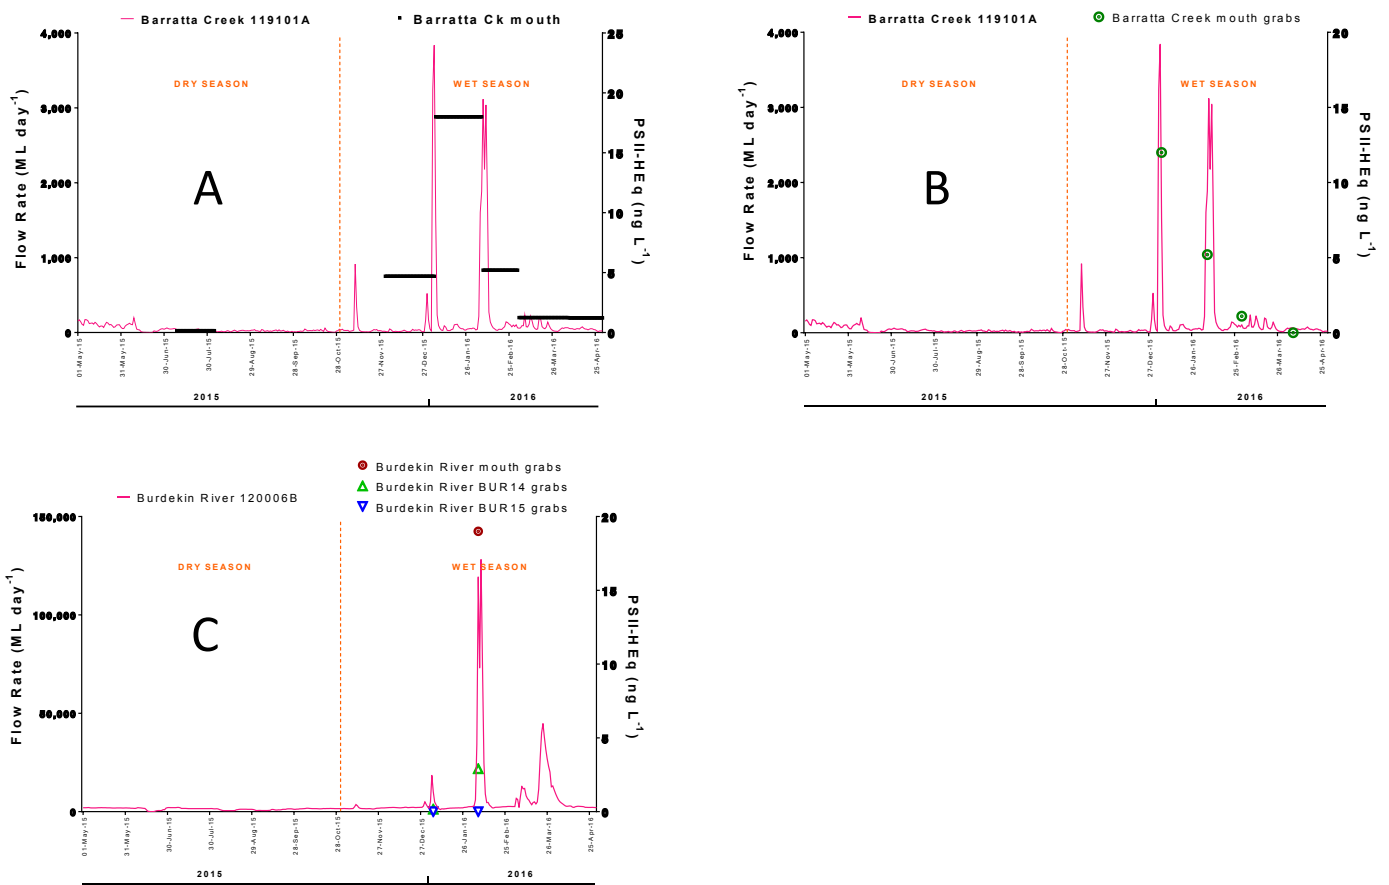 Barratta Creek 119101A
Barratta Ck mouth
4,000
3,000
2,000
1,000
0
Flow Rate (ML day-1)
25
20
15
10
5
0
PSII-HEq (ng L-1)
DRY SEASON
WET SEASON
A
01-May-15
31-May-15
30-Jun-15
30-Jul-15
29-Aug-15
28-Sep-15
28-Oct-15
27-Nov-15
27-Dec-15
26-Jan-16
25-Feb-16
26-Mar-16
25-Apr-16
2015
2016
Barratta Creek 119101A
Barratta Creek mouth grabs
4,000
3,000
2,000
1,000
0
Flow Rate (ML day-1)
20
15
10
5
0
PSII-HEq (ng L-1)
DRY SEASON
WET SEASON
B
01-May-15
31-May-15
30-Jun-15
30-Jul-15
29-Aug-15
28-Sep-15
28-Oct-15
27-Nov-15
27-Dec-15
26-Jan-16
25-Feb-16
26-Mar-16
25-Apr-16
2015
2016
Burdekin River 120006B
Burdekin River mouth grabs
Burdekin River BUR14 grabs
Burdekin River BUR15 grabs
150,000
100,000
50,000
0
Flow Rate (ML day-1)
20
15
10
5
0
PSII-HEq (ng L-1)
DRY SEASON
WET SEASON
C
01-May-15
31-May-15
30-Jun-15
30-Jul-15
29-Aug-15
28-Sep-15
28-Oct-15
27-Nov-15
27-Dec-15
26-Jan-16
25-Feb-16
26-Mar-16
25-Apr-16
2015
2016